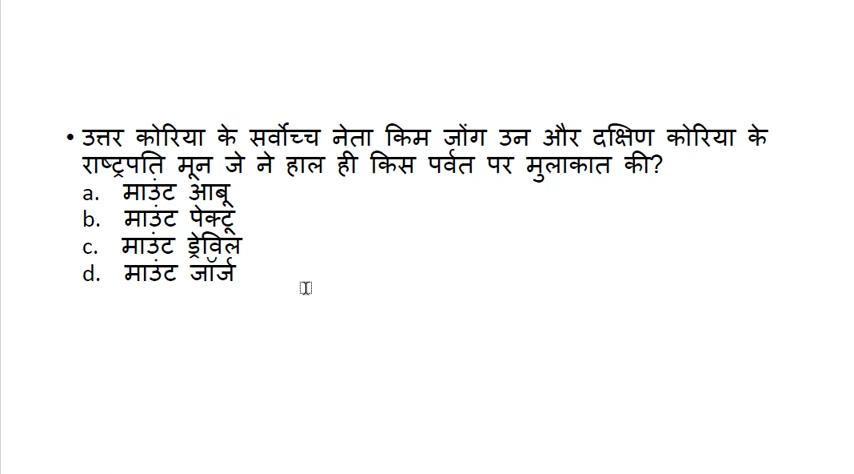 • उत्तर कोरिया के सर्वोच्च नेता किम जोंग उन और दक्षिण कोरिया के
राष्ट्रपति मून जे ने हाल ही किस पर्वत पर मुलाकात की?
a. माउंट आबू
b. माउंट पेक्टू
c. माउंट ड्रेविल
d. माउंट जॉर्ज